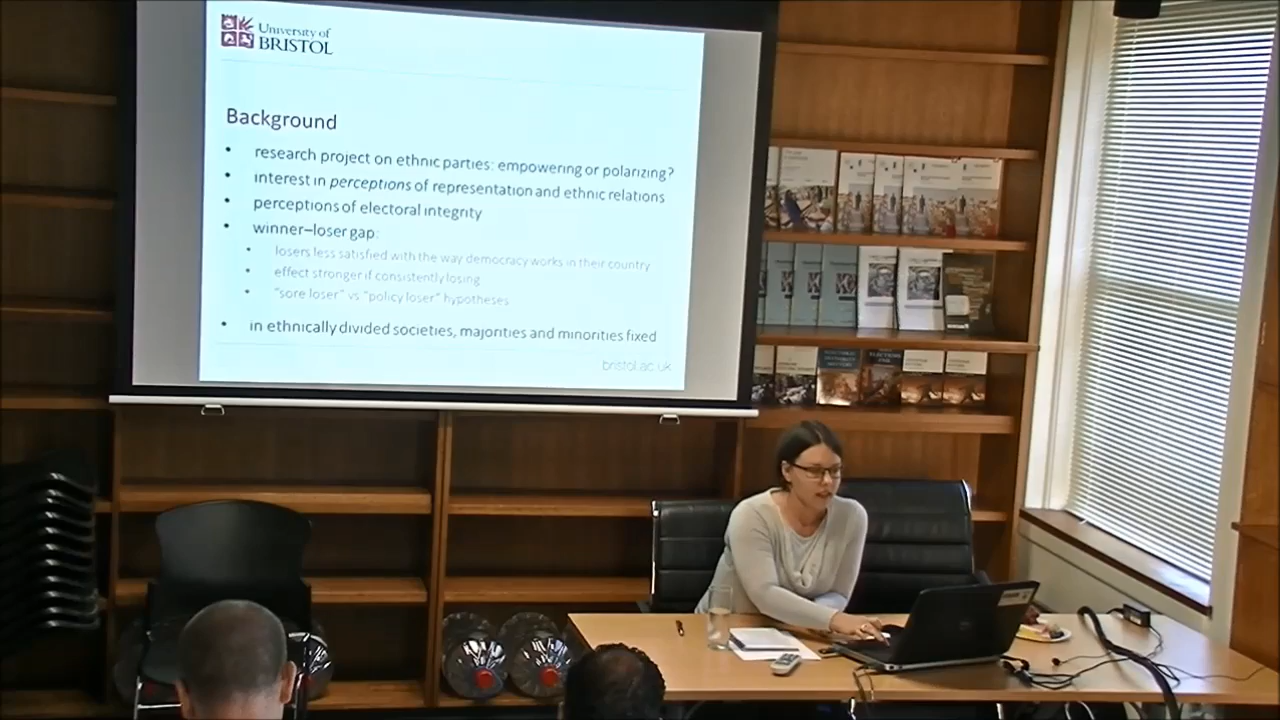 University of
BRISTOL
Background
• research project on ethnic parties: empowering or polarizing?
• interest in perceptions of representation and ethnic relations
• perceptions of electoral integrity
• winner–loser gap:
• losers less satisfied with the way democracy works in their country
• effect stronger if consistently losing
• "sore loser" vs "policy loser" hypotheses
• in ethnically divided societies, majorities and minorities fixed
bristol.ac.uk